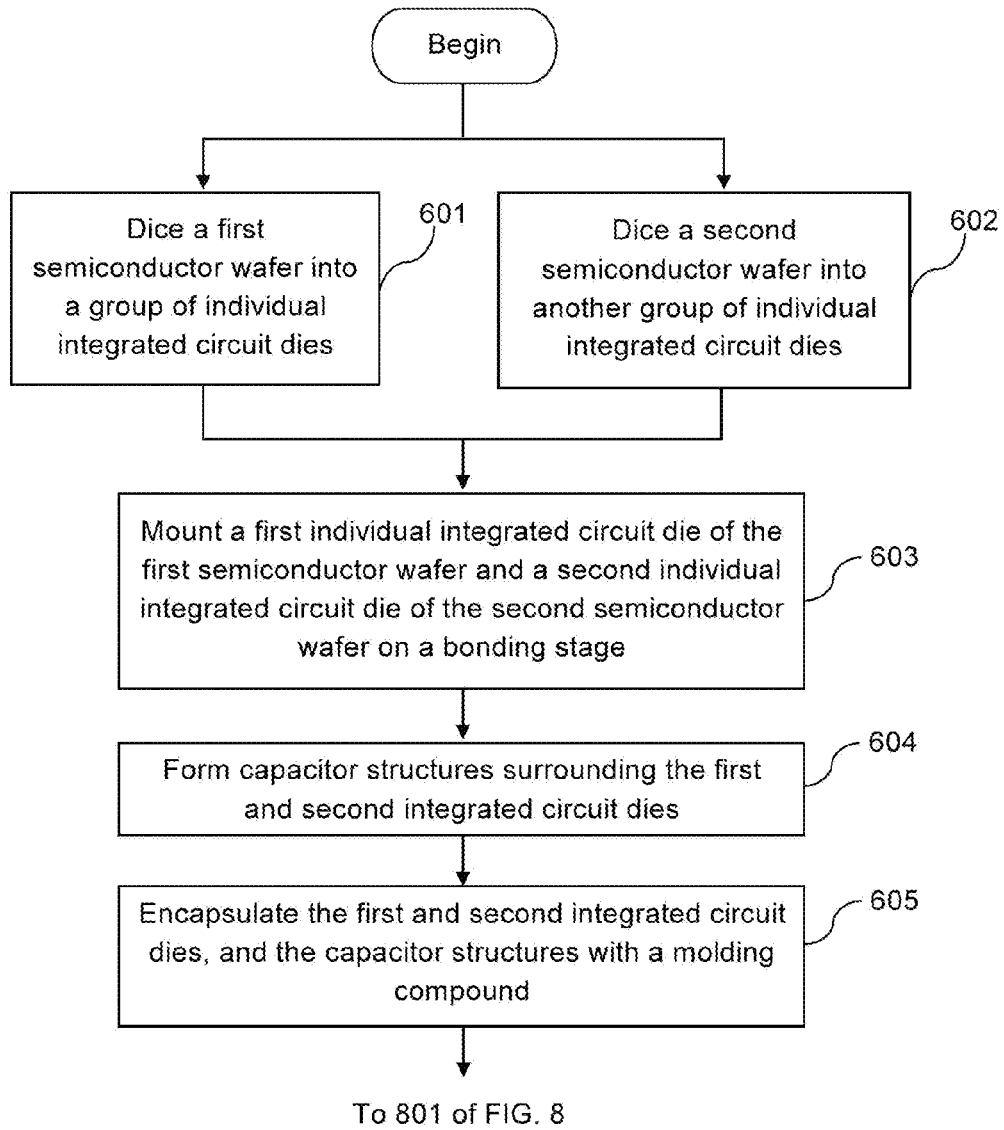 Begin
Dice a first
semiconductor wafer into
a group of individual
integrated circuit dies
601
Dice a second
semiconductor wafer into
another group of individual
integrated circuit dies
602
Mount a first individual integrated circuit die of the
first semiconductor wafer and a second individual
integrated circuit die of the second semiconductor
wafer on a bonding stage
603
Form capacitor structures surrounding the first
and second integrated circuit dies
604
Encapsulate the first and second integrated circuit
dies, and the capacitor structures with a molding
compound
605
To 801 of FIG. 8